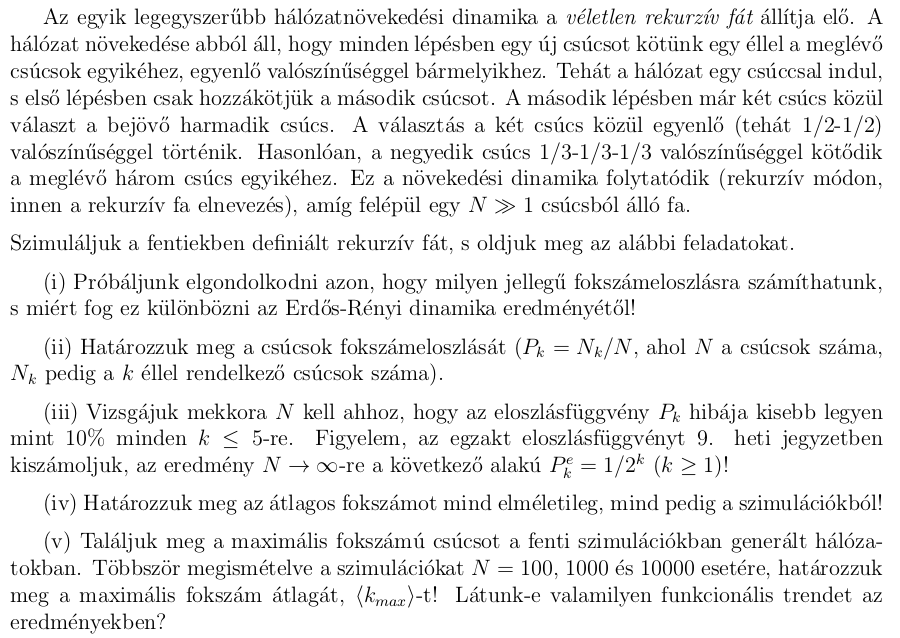 Az egyik legegyszerűbb hálózatnövekedési dinamika a véletlen rekurzív fát állítja elő. A
hálózat növekedése abból áll, hogy minden lépésben egy új csúcsot kötünk egy éllel a meglévő
csúcsok egyikéhez, egyenlő valószínűséggel bármelyikhez. Tehát a hálózat egy csúccsal indul,
s első lépésben csak hozzákötjük a második csúcsot. A második lépésben már két csúcs közül
választ a bejövő harmadik csúcs. A választás a két csúcs közül egyenlő (tehát 1/2-1/2)
valószínűséggel történik. Hasonlóan, a negyedik csúcs 1/3-1/3-1/3 valószínűséggel kötődik
a meglévő három csúcs egyikéhez. Ez a növekedési dinamika folytatódik (rekurzív módon,
innen a rekurzív fa elnevezés), amíg felépül egy N ≫ 1 csúcsból álló fa.
Szimuláljuk a fentiekben definiált rekurzív fát, s oldjuk meg az alábbi feladatokat.
(i) Próbáljunk elgondolkodni azon, hogy milyen jellegű fokszámeloszlásra számíthatunk,
s miért fog ez különbözni az Erdős-Rényi dinamika eredményétől!
(ii) Határozzuk meg a csúcsok fokszámeloszlását (P_k = N_k/N, ahol N a csúcsok száma,
N_k pedig a k éllel rendelkező csúcsok száma).
(iii) Vizsgájuk mekkora N kell ahhoz, hogy az eloszlásfüggvény P_k hibája kisebb legyen
mint 10% minden k ≤ 5-re. Figyelem, az egzakt eloszlásfüggvényt 9. heti jegyzetben
kiszámoljuk, az eredmény N → ∞-re a következő alakú P_k^e = 1/2^k (k ≥ 1)!
(iv) Határozzuk meg az átlagos fokszámot mind elméletileg, mind pedig a szimulációkból!
(v) Találjuk meg a maximális fokszámú csúcsot a fenti szimulációkban generált hálóza-
tokban. Többször megismételve a szimulációkat N = 100, 1000 és 10000 esetére, határozzuk
meg a maximális fokszám átlagát, ⟨k_max⟩-t! Látunk-e valamilyen funkcionális trendet az
eredményekben?